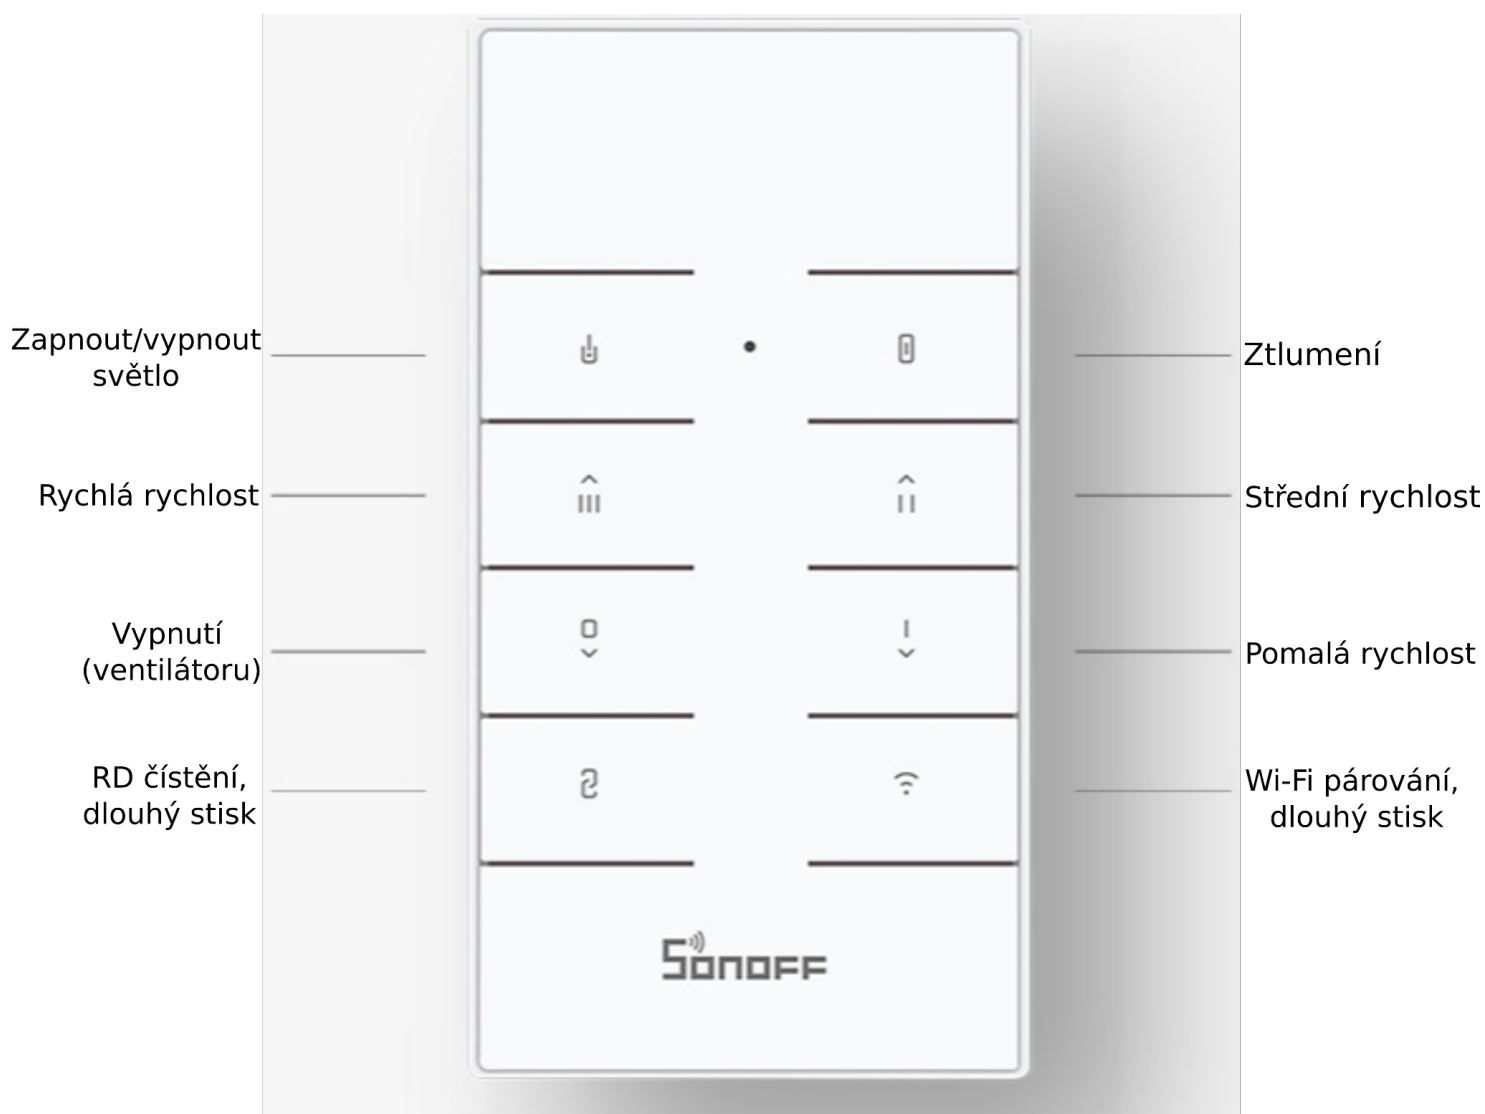 Zapnout/vypnout
světlo
Ztlumení
Rychlá rychlost
Střední rychlost
Vypnutí
(ventilátoru)
Pomalá rychlost
RD čístění,
dlouhý stisk
Wi-Fi párování,
dlouhý stisk
SONOFF